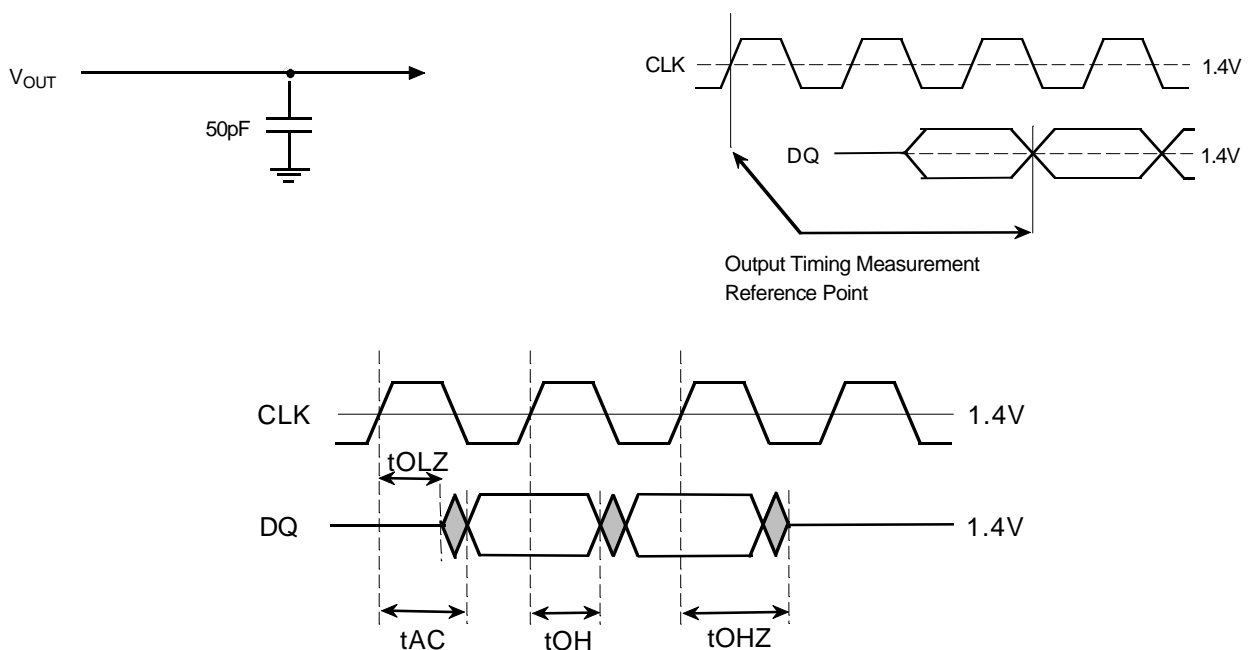 V_OUT
50pF
CLK
1.4V
DQ
1.4V
Output Timing Measurement
Reference Point
CLK
1.4V
tOLZ
DQ
1.4V
tAC
tOH
tOHZ